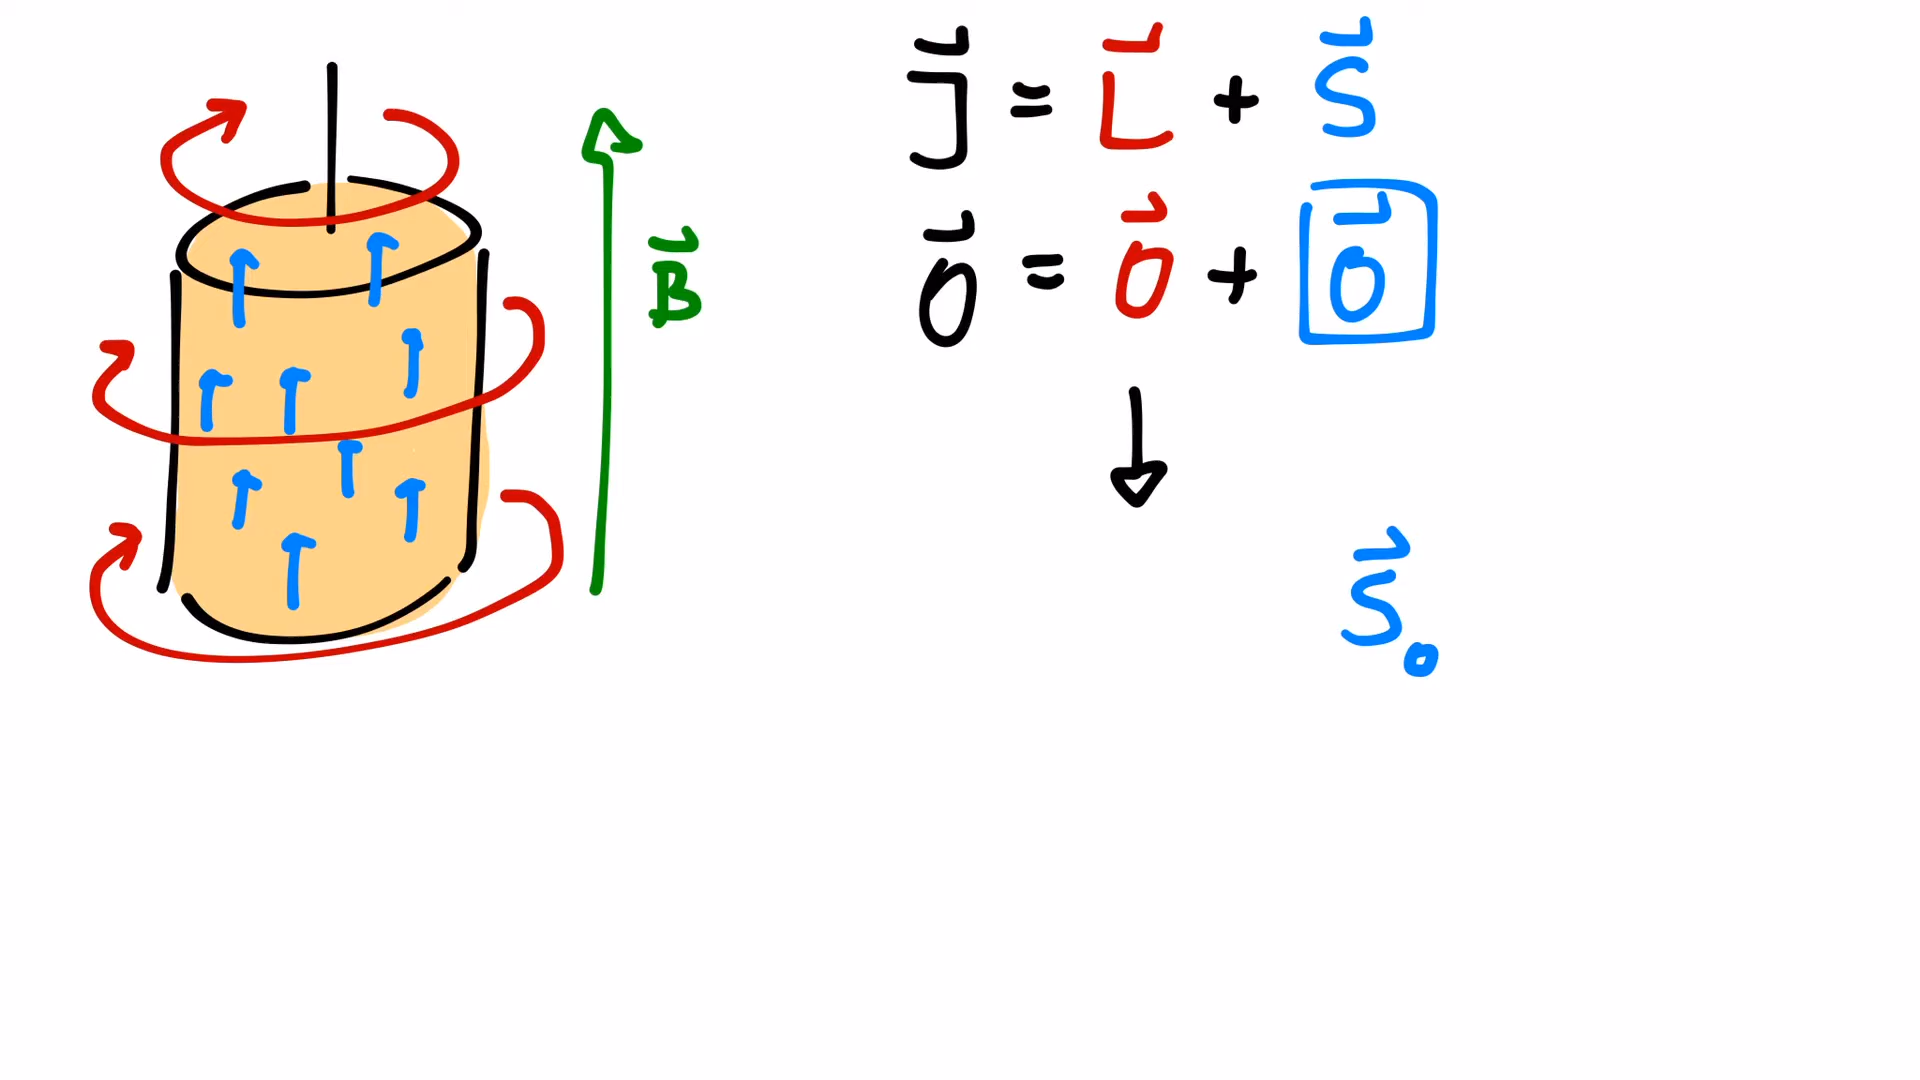 B⃗
J⃗ = L⃗ + S⃗
0⃗ = 0⃗ + 0⃗
S⃗₀